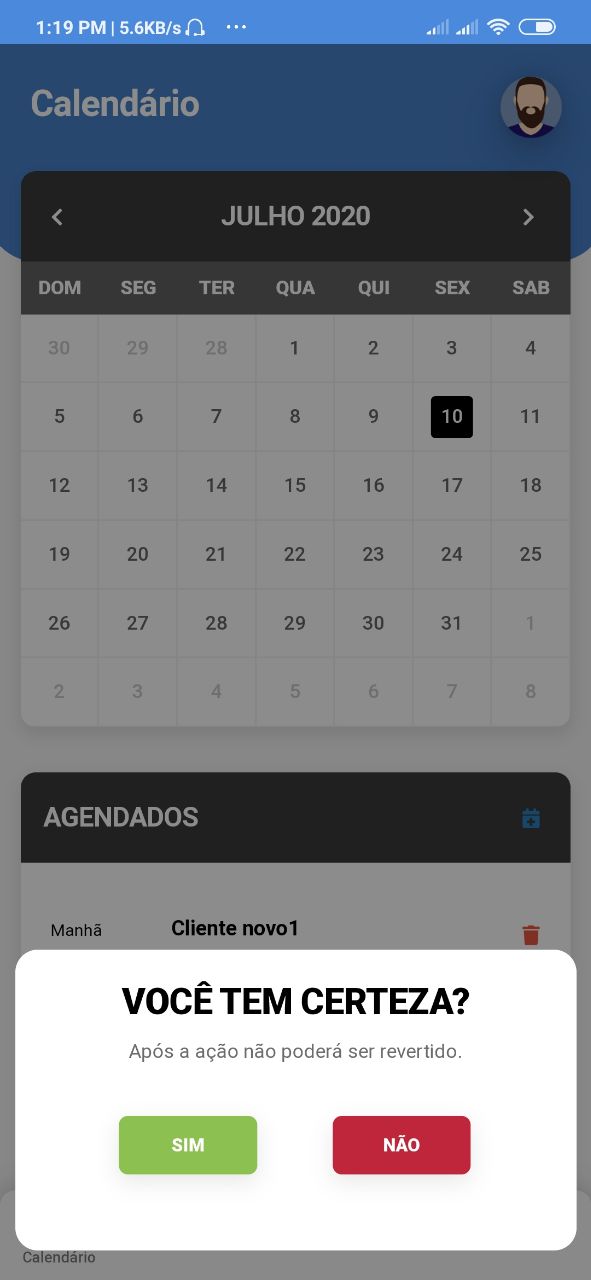 1:19 PM | 5.6KB/s ...
Calendário
JULHO 2020
DOM SEG TER QUA QUI SEX SAB
30 29 28 1 2 3 4
5 6 7 8 9 10 11
12 13 14 15 16 17 18
19 20 21 22 23 24 25
26 27 28 29 30 31 1
2 3 4 5 6 7 8
AGENDADOS
Manhã Cliente novo1
VOCÊ TEM CERTEZA?
Após a ação não poderá ser revertido.
SIM NÃO
Calendário